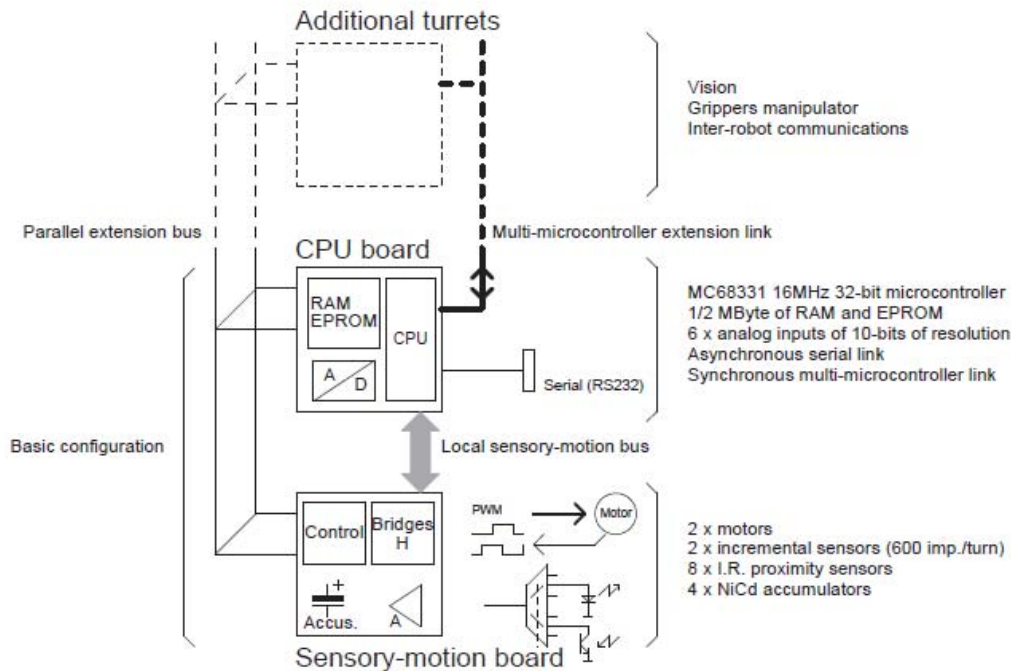 Additional turrets
Vision
Grippers manipulator
Inter-robot communications
Parallel extension bus
Multi-microcontroller extension link
CPU board
RAM
EPROM
CPU
A
D
Serial (RS232)
MC68331 16MHz 32-bit microcontroller
1/2 MByte of RAM and EPROM
6 x analog inputs of 10-bits of resolution
Asynchronous serial link
Synchronous multi-microcontroller link
Basic configuration
Local sensory-motion bus
Control
Bridges
H
+
Accus.
A
PWM
Motor
2 x motors
2 x incremental sensors (600 imp./turn)
8 x I.R. proximity sensors
4 x NiCd accumulators
Sensory-motion board